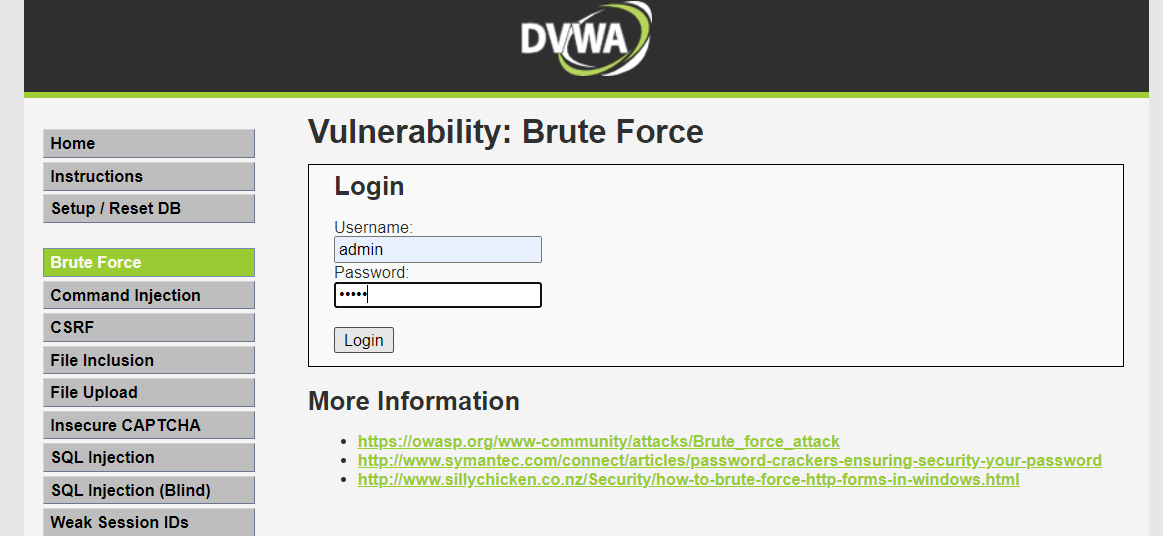 DVWA
Home
Instructions
Setup / Reset DB
Brute Force
Command Injection
CSRF
File Inclusion
File Upload
Insecure CAPTCHA
SQL Injection
SQL Injection (Blind)
Weak Session IDs
Vulnerability: Brute Force
Login
Username:
admin
Password:
•••••
Login
More Information
• https://owasp.org/www-community/attacks/Brute_force_attack
• http://www.symantec.com/connect/articles/password-crackers-ensuring-security-your-password
• http://www.sillychicken.co.nz/Security/how-to-brute-force-http-forms-in-windows.html